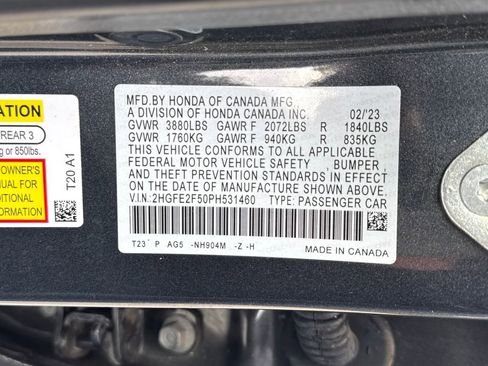 ATION
REAR 3
g or 850lbs.
OWNER'S
NUAL FOR
DITIONAL
ORMATION
T20 A1
MFD.BY HONDA OF CANADA MFG.,
A DIVISION OF HONDA CANADA INC. 02/'23
GVWR 3880LBS GAWR F 2072LBS R 1840LBS
GVWR 1760KG GAWR F 940KG R 835KG
THIS VEHICLE CONFORMS TO ALL APPLICABLE
FEDERAL MOTOR VEHICLE SAFETY , BUMPER
AND THEFT PREVENTION STANDARDS IN EFFECT
ON THE DATE OF MANUFACTURE SHOWN ABOVE.
V.I.N.:2HGFE2F50PH531460 TYPE: PASSENGER CAR
T23 P AG5 -NH904M -Z -H
MADE IN CANADA